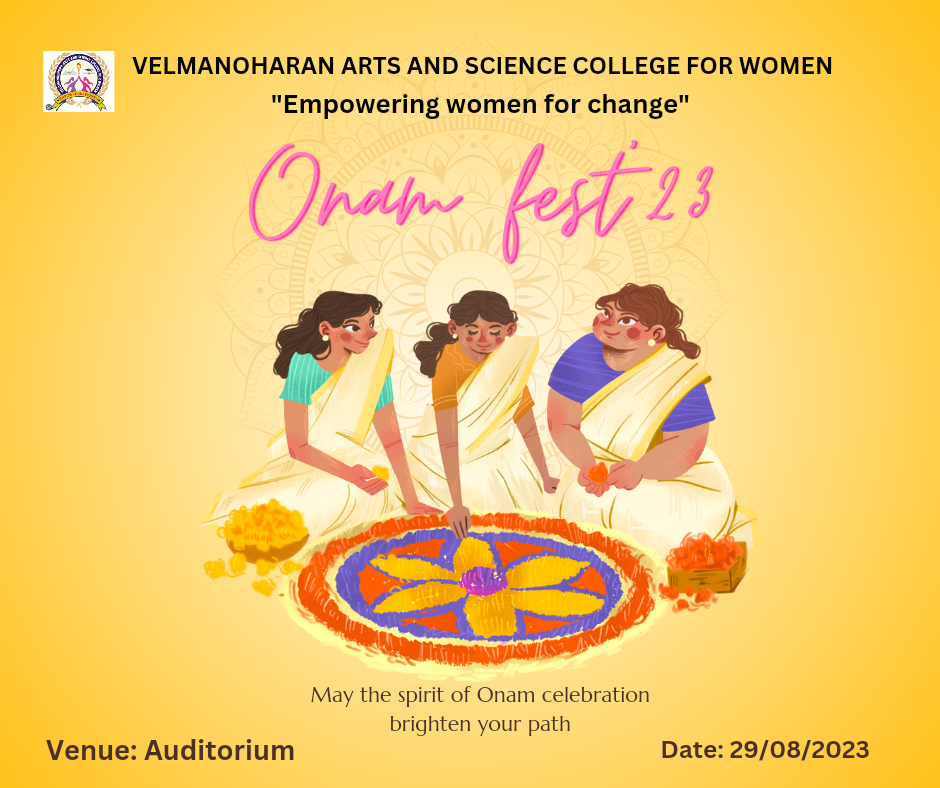 VELMANOHARAN ARTS AND SCIENCE COLLEGE FOR WOMEN
"Empowering women for change"
Onam fest'23
May the spirit of Onam celebration
brighten your path
Venue: Auditorium
Date: 29/08/2023